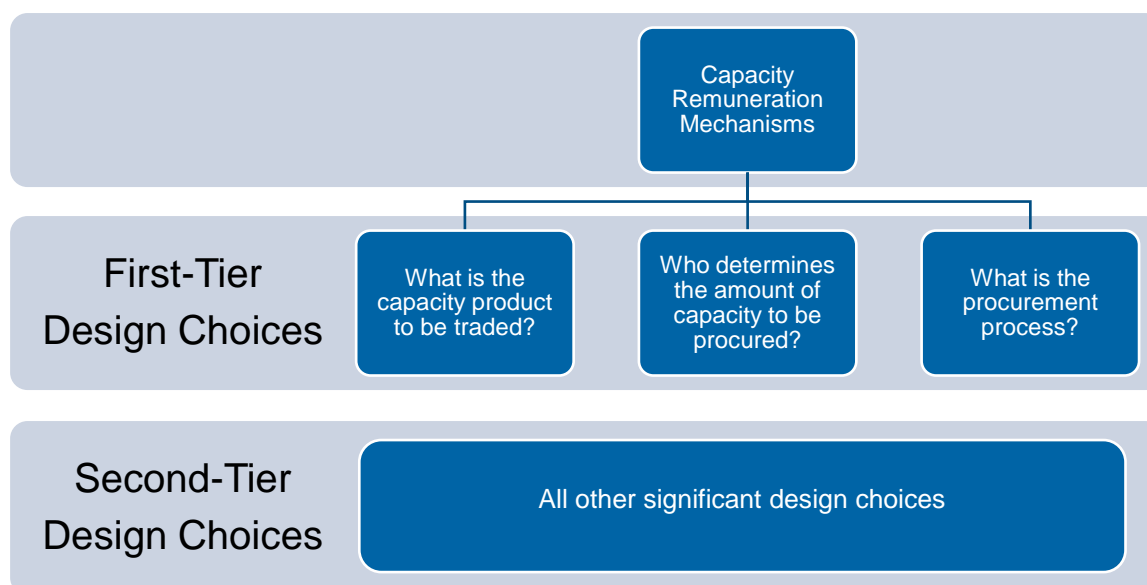 Capacity
Remuneration
Mechanisms
First-Tier
Design Choices
What is the
capacity product
to be traded?
Who determines
the amount of
capacity to be
procured?
What is the
procurement
process?
Second-Tier
Design Choices
All other significant design choices